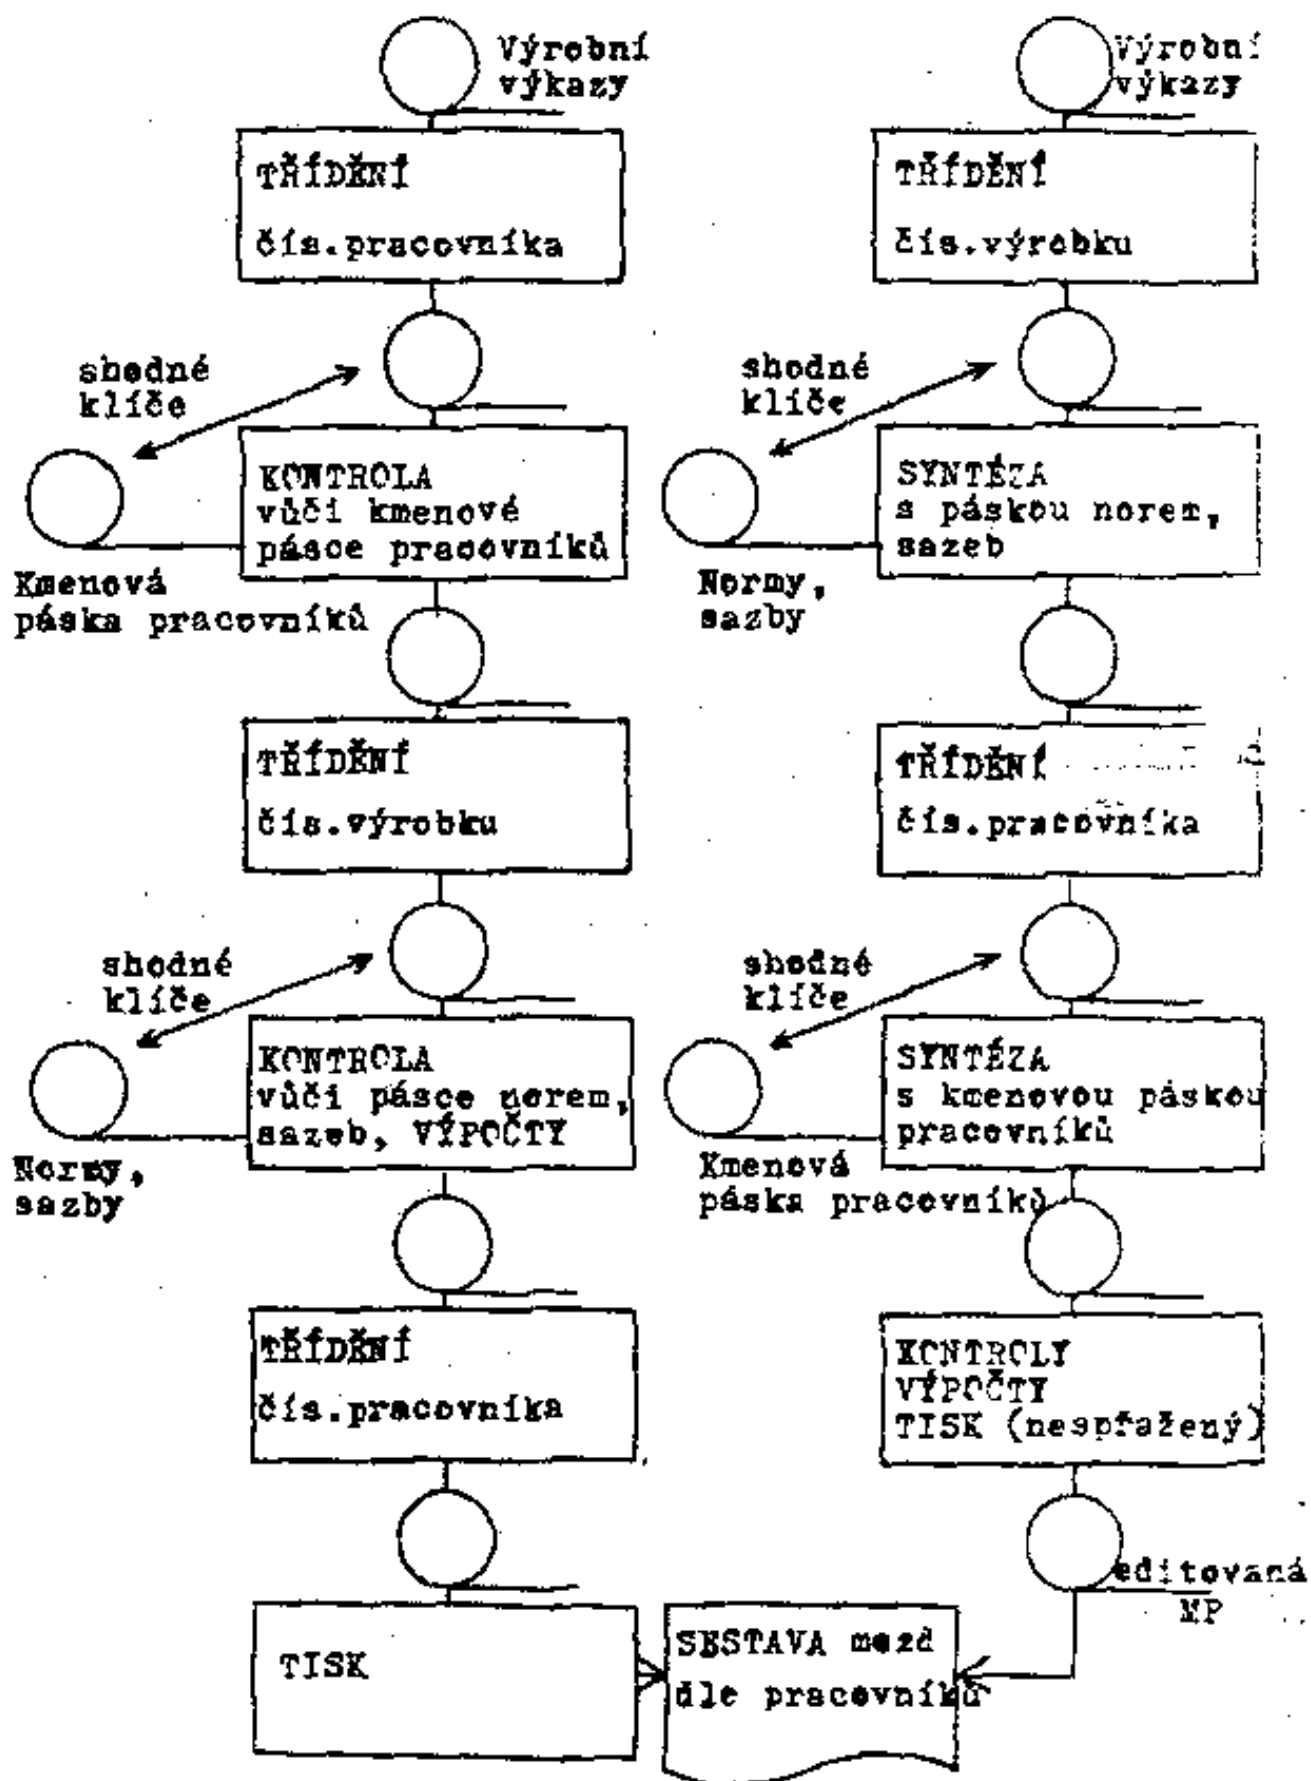 Výrobní
výkazy
TŘÍDĚNÍ
čís.pracovníka
shodné
klíče
KONTROLA
vůči kmenové
pásce pracovníků
Kmenová
páska pracovníků
TŘÍDĚNÍ
čís.výrobku
shodné
klíče
KONTROLA
vůči pásce norem,
sazeb, VÝPOČTY
Normy,
sazby
TŘÍDĚNÍ
čís.pracovníka
TISK
SESTAVA mezd
dle pracovníků
Výrobní
výkazy
TŘÍDĚNÍ
čís.výrobku
shodné
klíče
SYNTÉZA
s páskou norem,
sazeb
Normy,
sazby
TŘÍDĚNÍ
čís.pracovníka
shodné
klíče
SYNTÉZA
s kmenovou páskou
pracovníků
Kmenová
páska pracovníků
KONTROLY
VÝPOČTY
TISK (nespřažený)
editovaná
MP